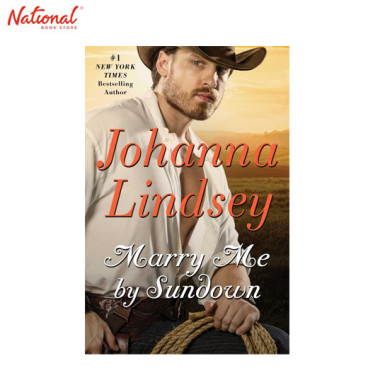 National
BOOK STORE
#1
NEW YORK
TIMES
Bestselling
Author
Johanna
Lindsey
Marry Me
by Sundown